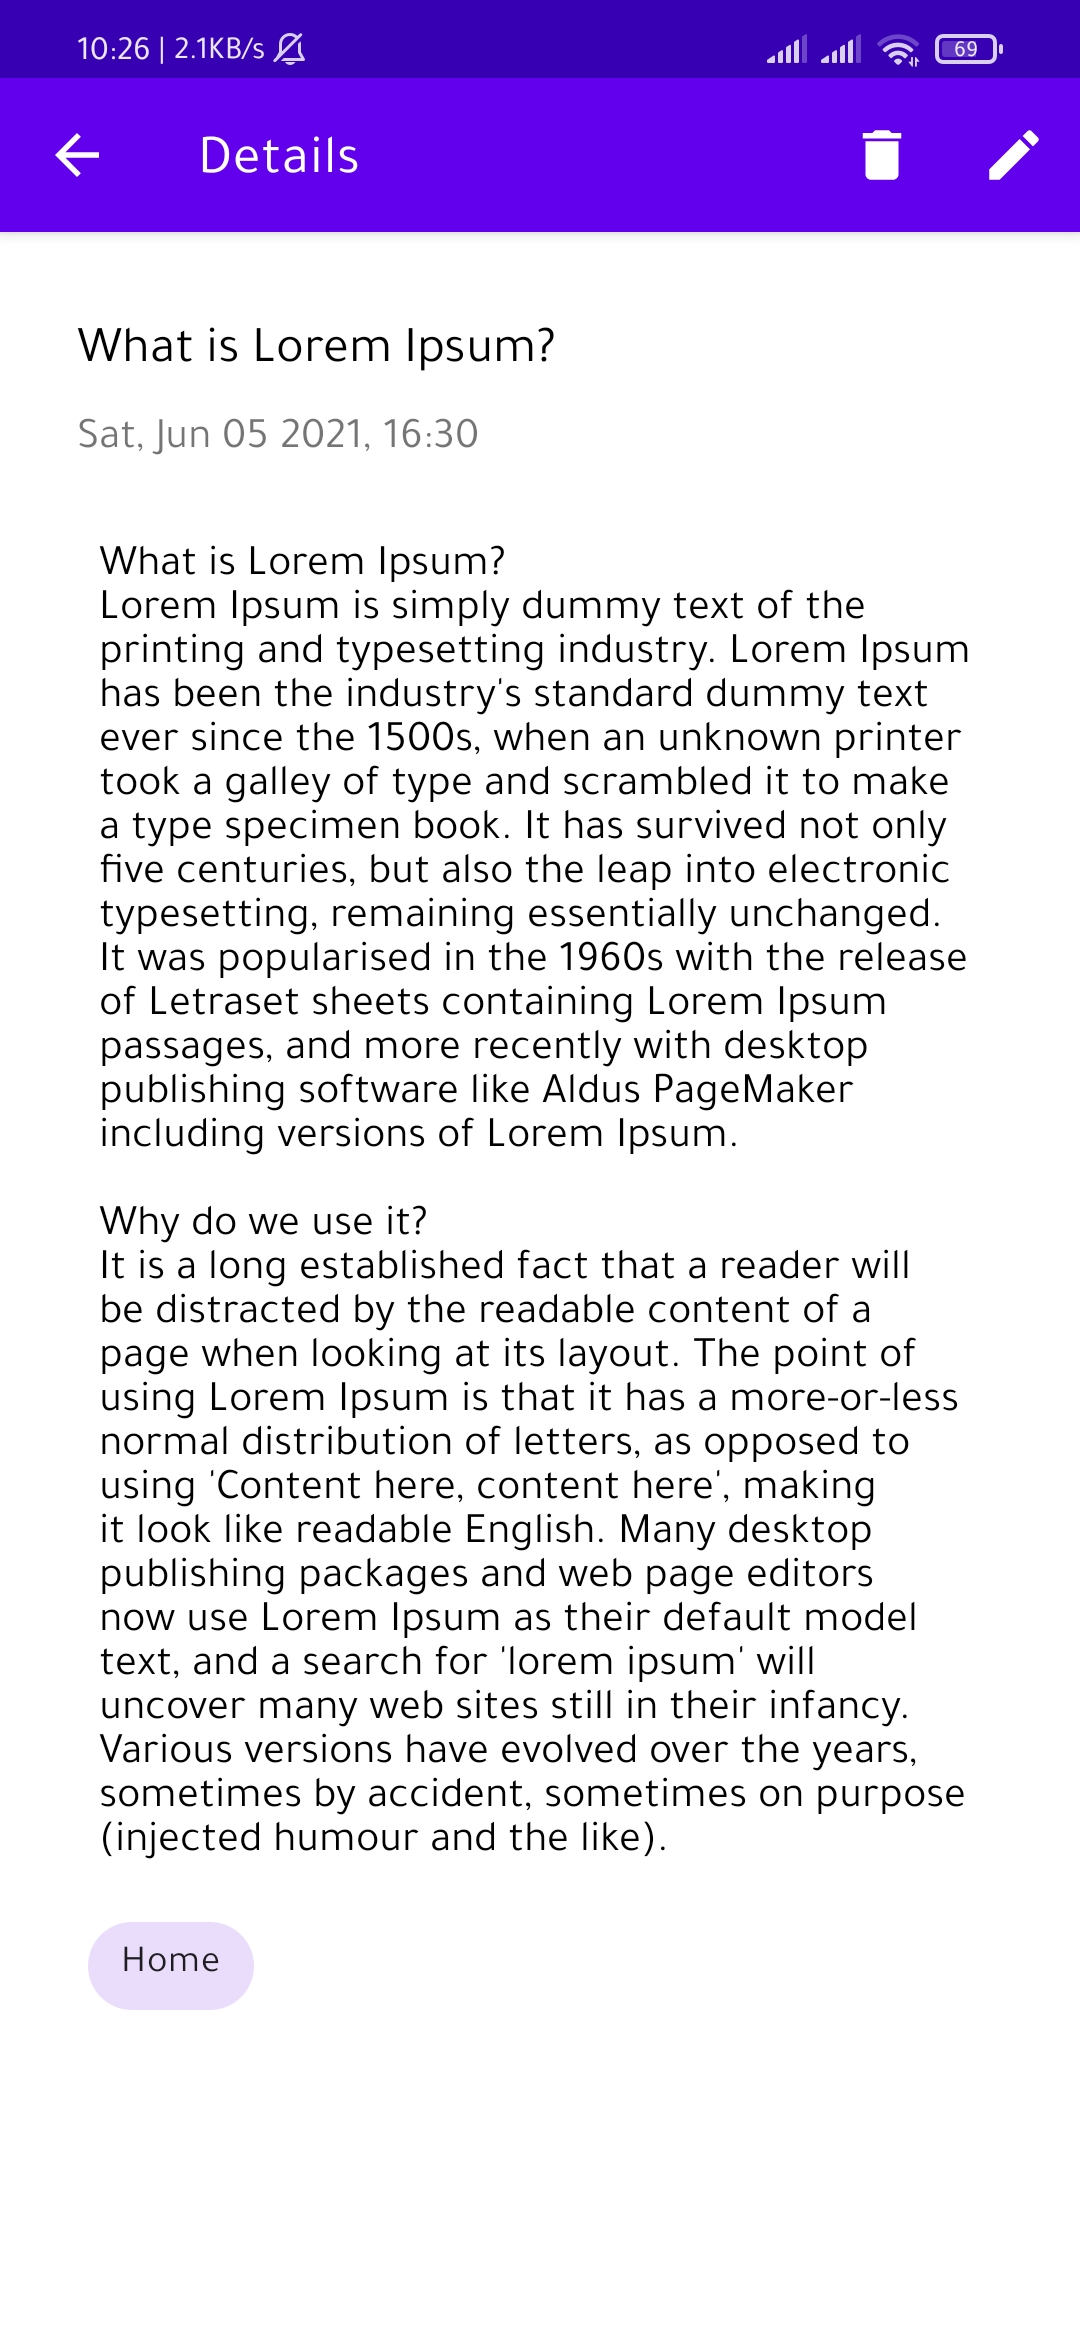 10:26 | 2.1KB/s
69
Details
What is Lorem Ipsum?
Sat, Jun 05 2021, 16:30
What is Lorem Ipsum?
Lorem Ipsum is simply dummy text of the
printing and typesetting industry. Lorem Ipsum
has been the industry's standard dummy text
ever since the 1500s, when an unknown printer
took a galley of type and scrambled it to make
a type specimen book. It has survived not only
five centuries, but also the leap into electronic
typesetting, remaining essentially unchanged.
It was popularised in the 1960s with the release
of Letraset sheets containing Lorem Ipsum
passages, and more recently with desktop
publishing software like Aldus PageMaker
including versions of Lorem Ipsum.
Why do we use it?
It is a long established fact that a reader will
be distracted by the readable content of a
page when looking at its layout. The point of
using Lorem Ipsum is that it has a more-or-less
normal distribution of letters, as opposed to
using 'Content here, content here', making
it look like readable English. Many desktop
publishing packages and web page editors
now use Lorem Ipsum as their default model
text, and a search for 'lorem ipsum' will
uncover many web sites still in their infancy.
Various versions have evolved over the years,
sometimes by accident, sometimes on purpose
(injected humour and the like).
Home